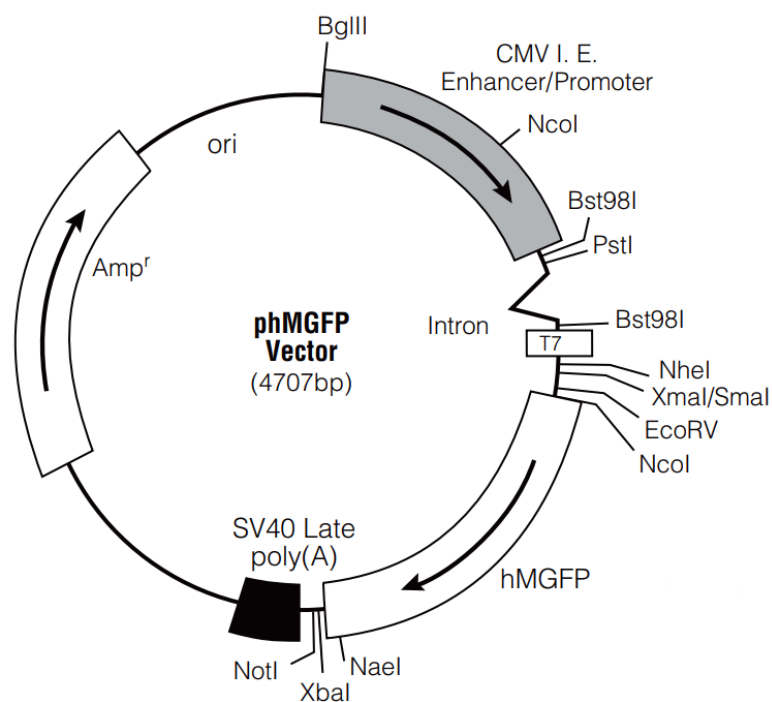 BglII
CMV I. E.
Enhancer/Promoter
NcoI
ori
Bst98I
PstI
Ampʳ
phMGFP
Vector
(4707bp)
Intron
Bst98I
T7
NheI
XmaI/SmaI
EcoRV
NcoI
SV40 Late
poly(A)
hMGFP
NotI
XbaI
NaeI